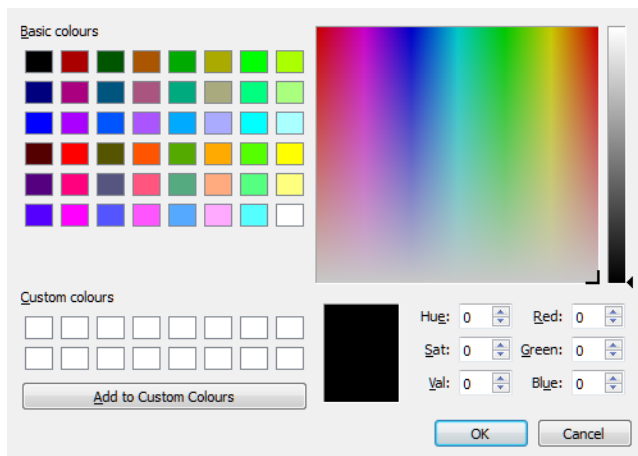 Basic colours
Custom colours
Add to Custom Colours
Hue: 0 Red: 0
Sat: 0 Green: 0
Val: 0 Blue: 0
OK Cancel